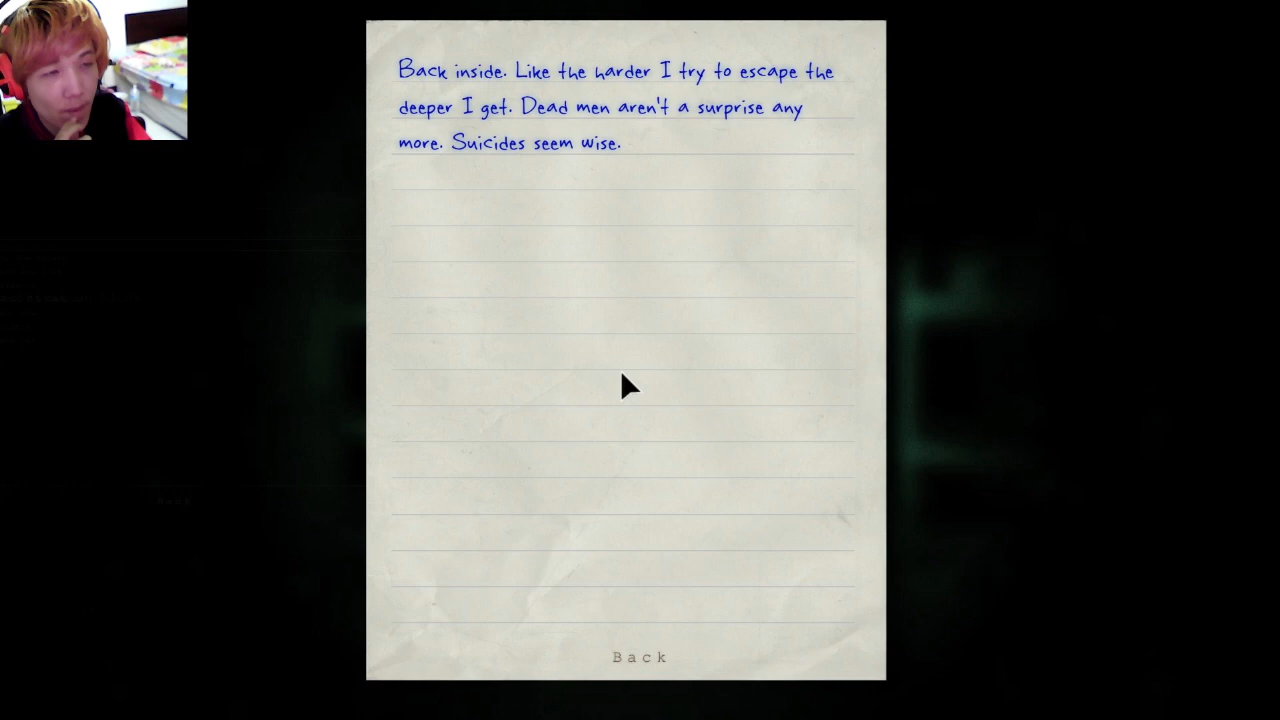 Back inside. Like the harder I try to escape the
deeper I get. Dead men aren't a surprise any
more. Suicides seem wise.
Back